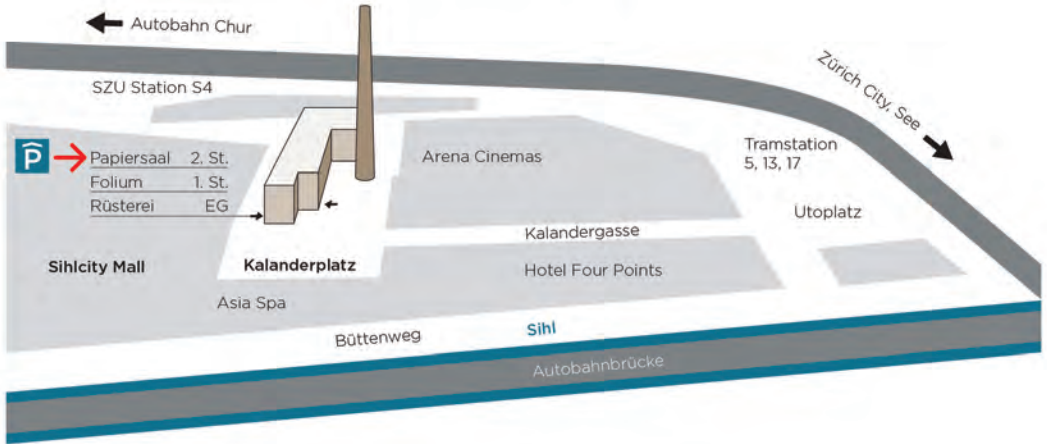 Autobahn Chur
SZU Station S4
Zürich City, See
P
Papiersaal 2. St.
Folium 1. St.
Rüsterei EG
Arena Cinemas
Tramstation
5, 13, 17
Utoplatz
Kalandergasse
Sihlcity Mall
Kalanderplatz
Hotel Four Points
Asia Spa
Büttenweg
Sihl
Autobahnbrücke